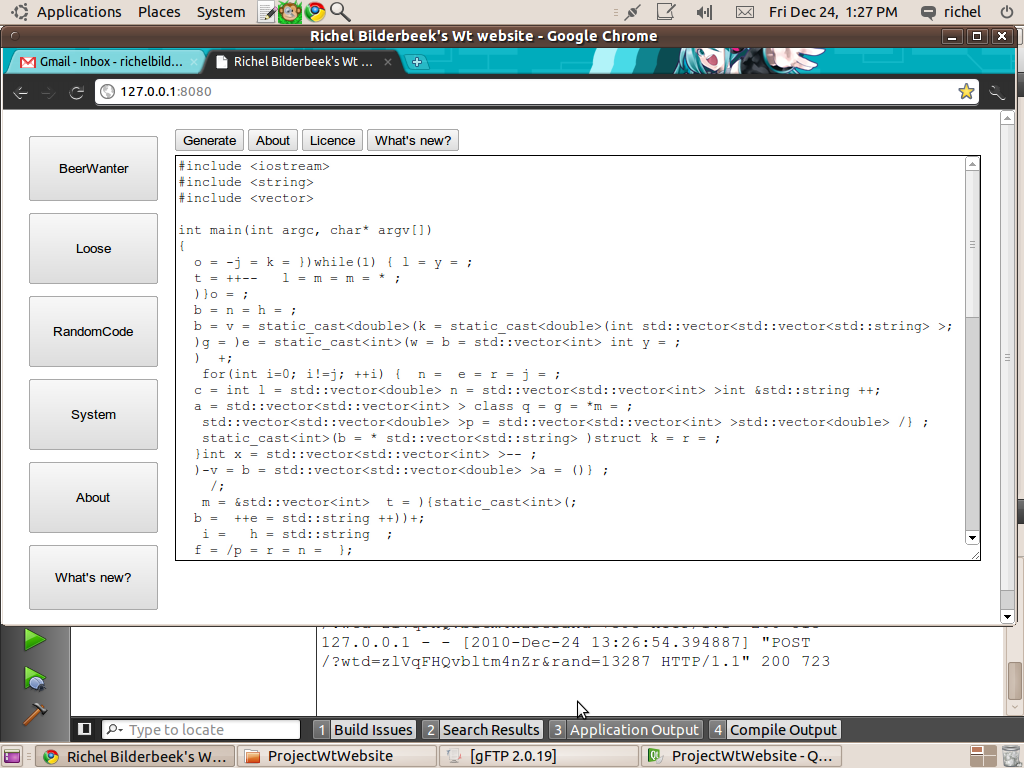 Applications Places System Fri Dec 24, 1:27 PM richel
Richel Bilderbeek's Wt website - Google Chrome
Gmail - Inbox - richelbild... Richel Bilderbeek's Wt ...
127.0.0.1:8080
Generate About Licence What's new?
BeerWanter
Loose
RandomCode
System
About
What's new?
#include <iostream>
#include <string>
#include <vector>
int main(int argc, char* argv[])
{
o = -j = k = })while(1) { l = y = ;
t = ++-- l = m = m = * ;
)}o = ;
b = n = h = ;
b = v = static_cast<double>(k = static_cast<double>(int std::vector<std::vector<std::string> >;
)g = )e = static_cast<int>(w = b = std::vector<int> int y = ;
) +;
for(int i=0; i!=j; ++i) { n = e = r = j = ;
c = int l = std::vector<double> n = std::vector<std::vector<int> >int &std::string ++;
a = std::vector<std::vector<int> > class q = g = *m = ;
std::vector<std::vector<double> >p = std::vector<std::vector<int> >std::vector<double> /} ;
static_cast<int>(b = * std::vector<std::string> )struct k = r = ;
}int x = std::vector<std::vector<int> >-- ;
)-v = b = std::vector<std::vector<double> >a = ()} ;
/;
m = &std::vector<int> t = ){static_cast<int>(;
b = ++e = std::string ++))+;
i = h = std::string ;
f = /p = r = n = };
127.0.0.1 - - [2010-Dec-24 13:26:54.394887] "POST
/?wtd=zlVqFHQvbltm4nZr&rand=13287 HTTP/1.1" 200 723
Type to locate 1 Build Issues 2 Search Results 3 Application Output 4 Compile Output
Richel Bilderbeek's W... ProjectWtWebsite [gFTP 2.0.19] ProjectWtWebsite - Q...